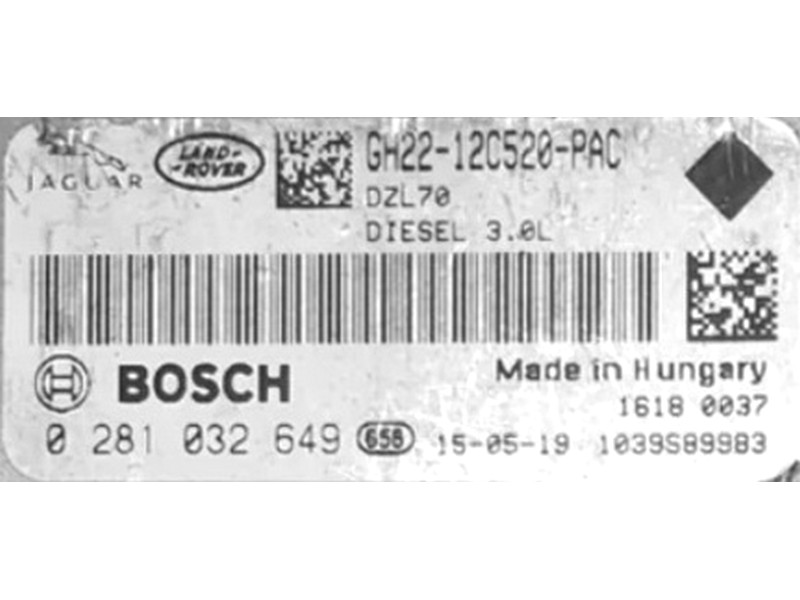 JAGUAR
LAND-
-ROVER
GH22-12C520-PAC
DZL70
DIESEL 3.0L
BOSCH
Made in Hungary
1618 0037
0 281 032 649 658 15-05-19 1039S89983